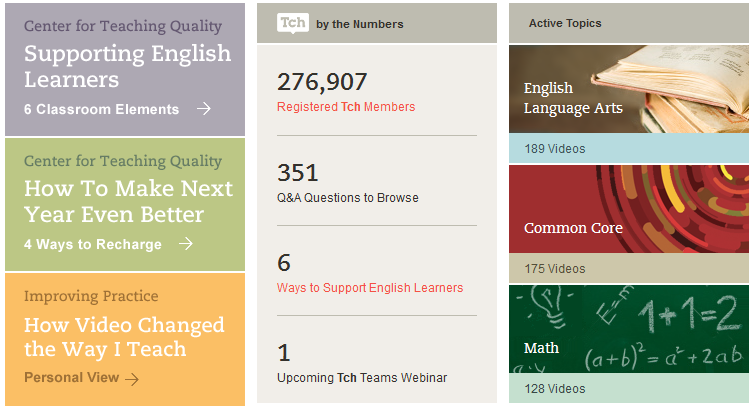 Center for Teaching Quality
Supporting English
Learners
6 Classroom Elements →
Center for Teaching Quality
How To Make Next
Year Even Better
4 Ways to Recharge →
Improving Practice
How Video Changed
the Way I Teach
Personal View →
Tch by the Numbers
276,907
Registered Tch Members
351
Q&A Questions to Browse
6
Ways to Support English Learners
1
Upcoming Tch Teams Webinar
Active Topics
English
Language Arts
189 Videos
Common Core
175 Videos
E=m
1+1=2
Math
(a+b)²=a²+2ab
128 Videos